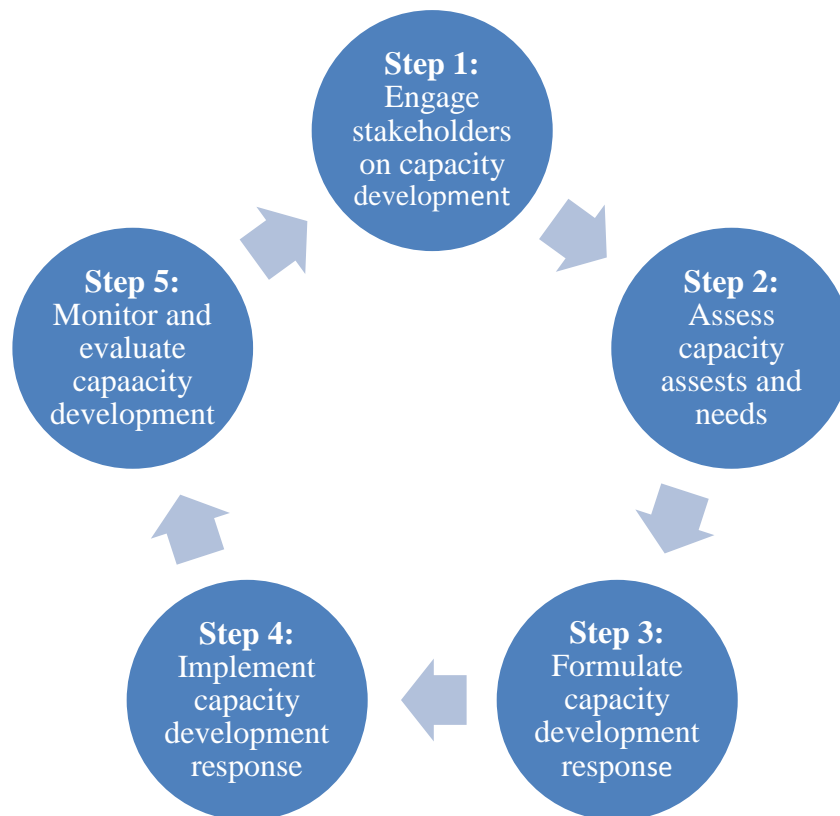 Step 1:
Engage
stakeholders
on capacity
development
Step 2:
Assess
capacity
assests and
needs
Step 3:
Formulate
capacity
development
response
Step 4:
Implement
capacity
development
response
Step 5:
Monitor and
evaluate
capaacity
development